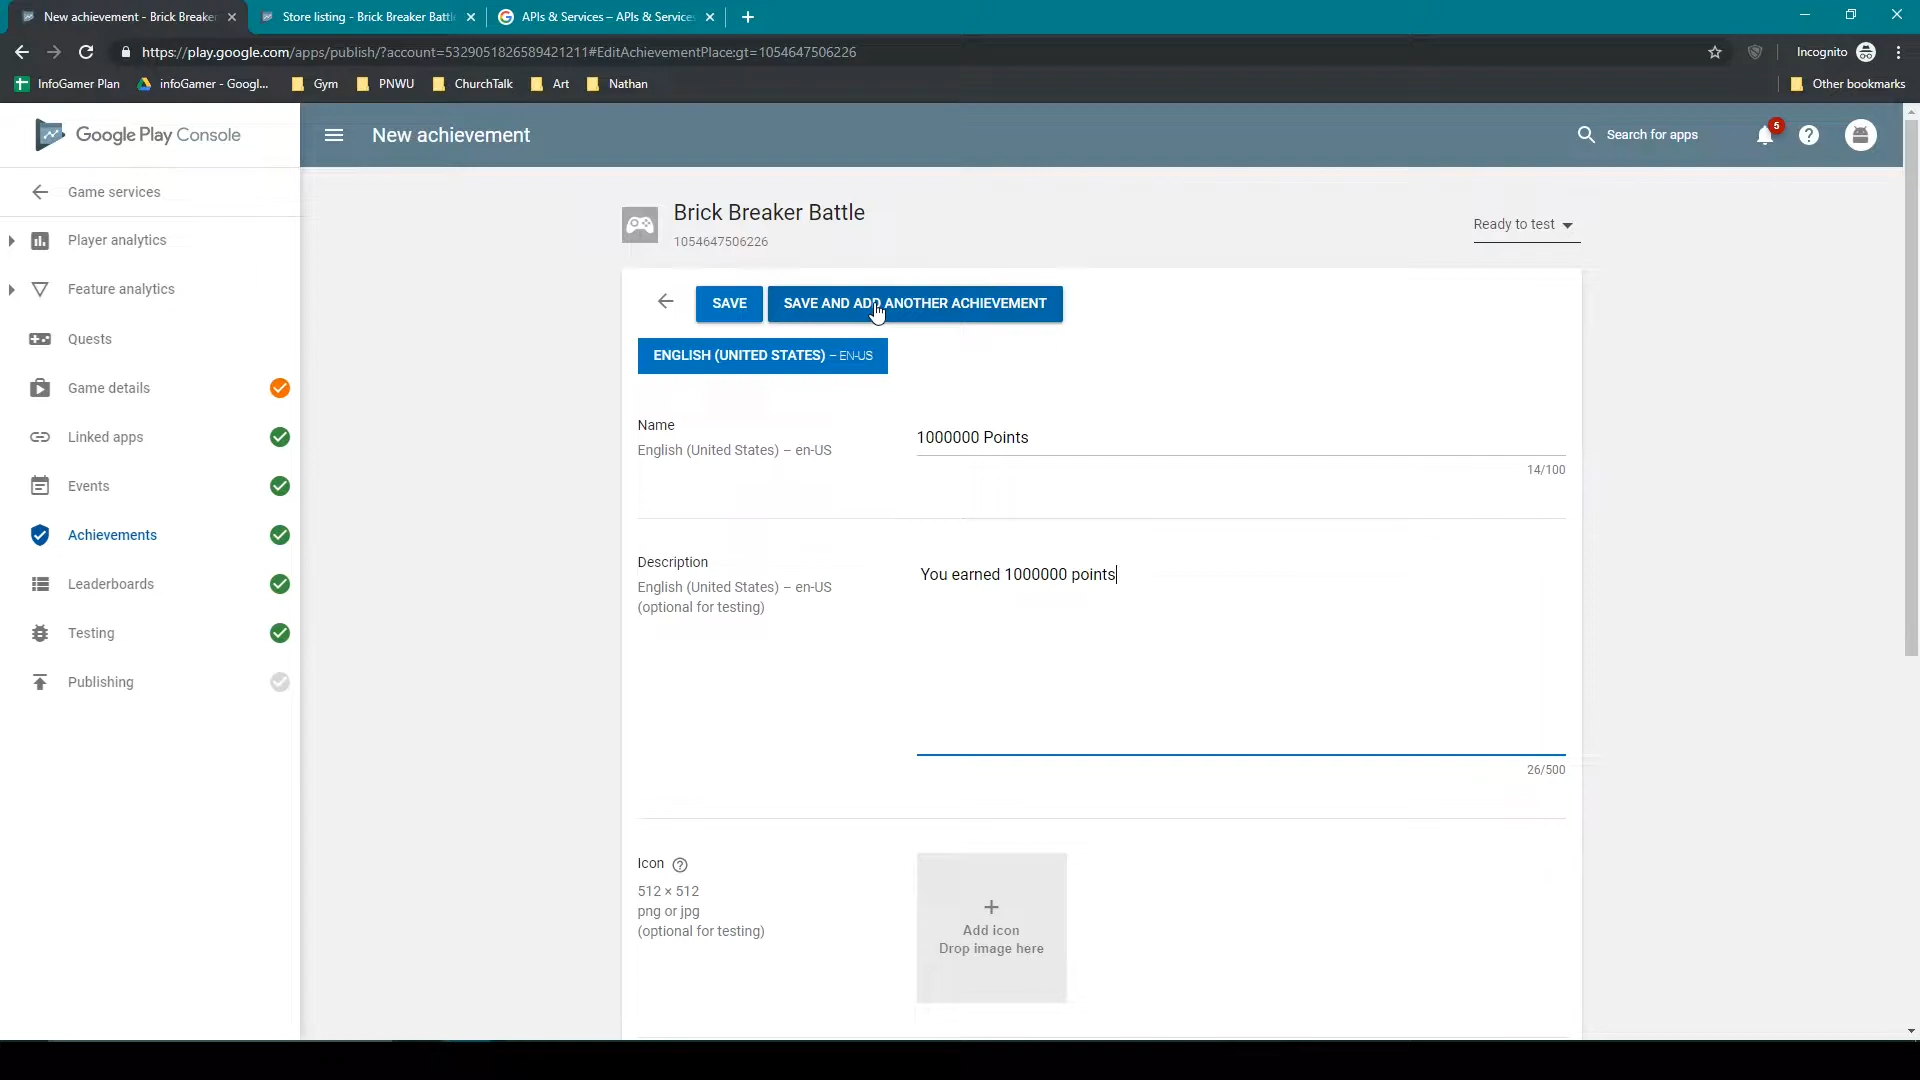 New achievement - Brick Breaker
Store listing - Brick Breaker Battl
APIs & Services – APIs & Services
https://play.google.com/apps/publish/?account=5329051826589421211#EditAchievementPlace:gt=1054647506226
Incognito
InfoGamer Plan
infoGamer - Googl...
Gym
PNWU
ChurchTalk
Art
Nathan
Other bookmarks
Google Play Console
New achievement
Search for apps
5
Game services
Player analytics
Feature analytics
Quests
Game details
Linked apps
Events
Achievements
Leaderboards
Testing
Publishing
Brick Breaker Battle
1054647506226
Ready to test
SAVE
SAVE AND ADD ANOTHER ACHIEVEMENT
ENGLISH (UNITED STATES) – EN-US
Name
English (United States) – en-US
1000000 Points
14/100
Description
English (United States) – en-US
(optional for testing)
You earned 1000000 points
26/500
Icon
512 × 512
png or jpg
(optional for testing)
+
Add icon
Drop image here